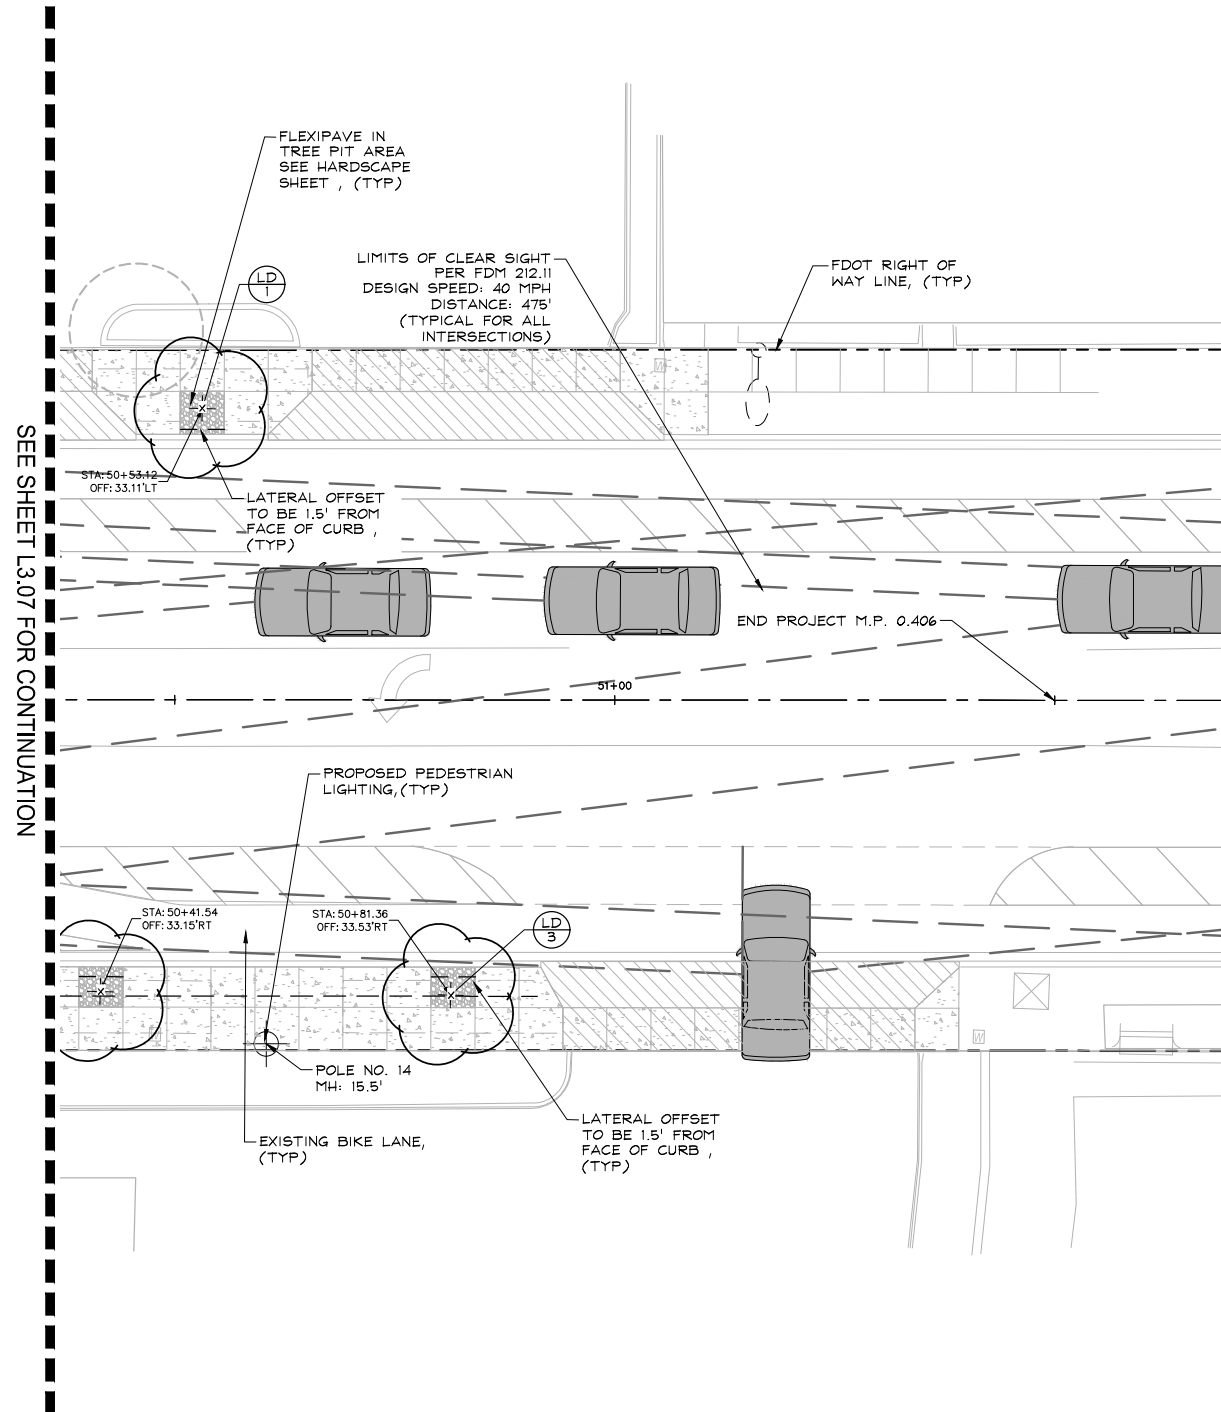 FLEXIPAVE IN
TREE PIT AREA
SEE HARDSCAPE
SHEET , (TYP)
LD
1
LIMITS OF CLEAR SIGHT
PER FDM 212.11
DESIGN SPEED: 40 MPH
DISTANCE: 475'
(TYPICAL FOR ALL
INTERSECTIONS)
FDOT RIGHT OF
WAY LINE, (TYP)
W
STA: 50+53.12
OFF: 33.11'LT
LATERAL OFFSET
TO BE 1.5' FROM
FACE OF CURB ,
(TYP)
SEE SHEET L3.07 FOR CONTINUATION
END PROJECT M.P. 0.406
51+00
PROPOSED PEDESTRIAN
LIGHTING,(TYP)
STA: 50+41.54
OFF: 33.15'RT
STA: 50+81.36
OFF: 33.53'RT
LD
3
W
POLE NO. 14
MH: 15.5'
EXISTING BIKE LANE,
(TYP)
LATERAL OFFSET
TO BE 1.5' FROM
FACE OF CURB ,
(TYP)